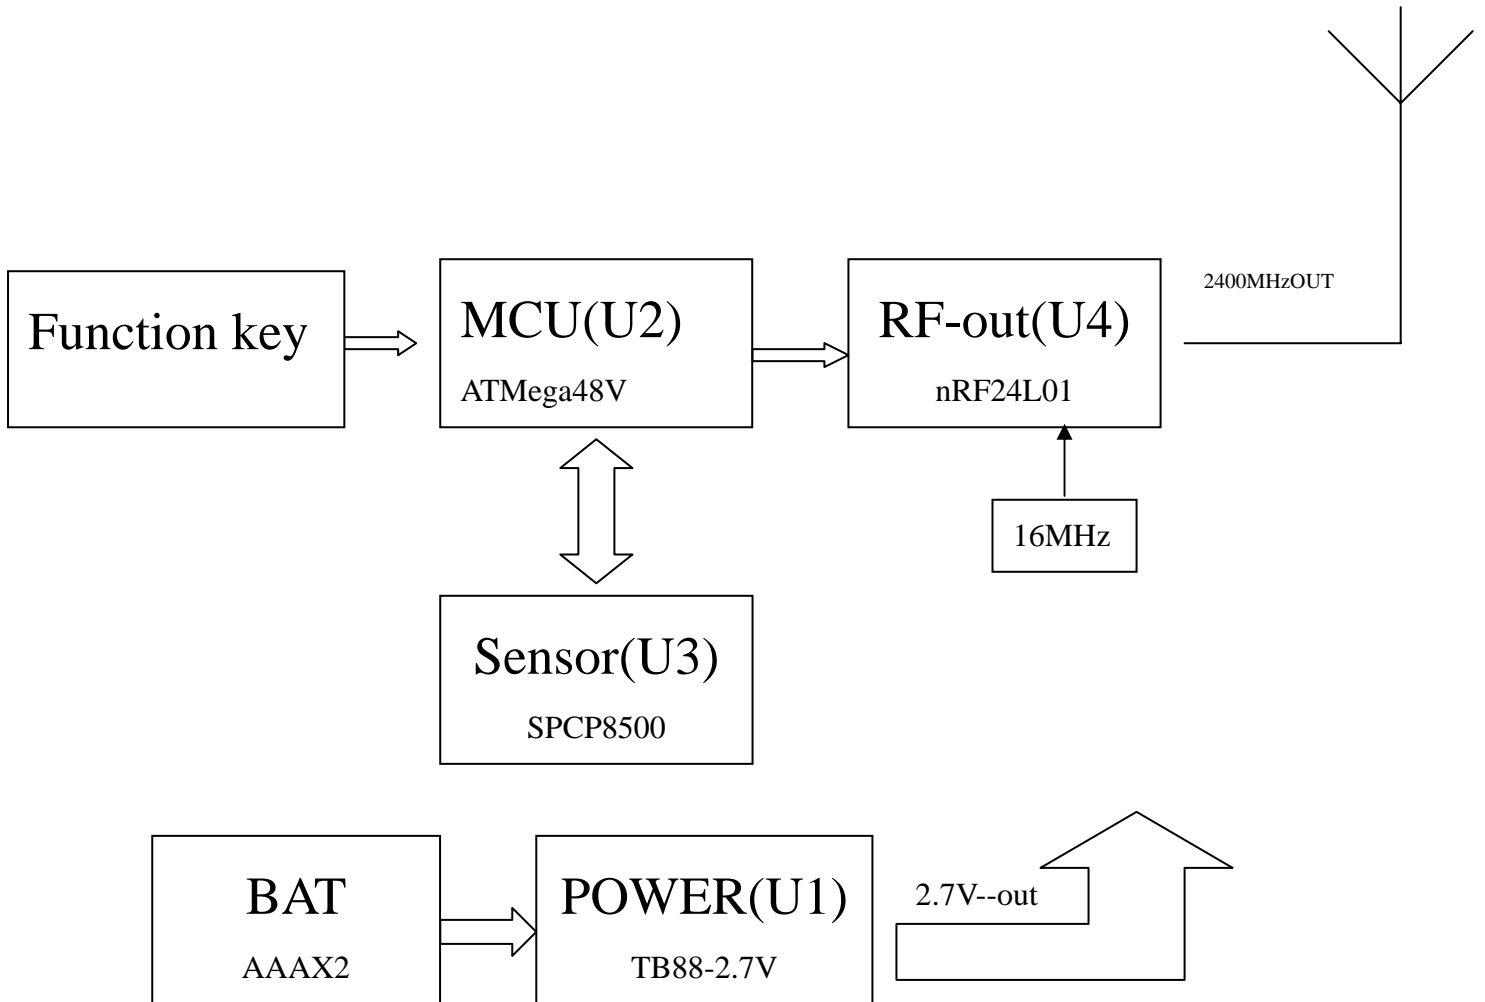 2400MHzOUT
Function key
MCU(U2)
ATMega48V
RF-out(U4)
nRF24L01
16MHz
Sensor(U3)
SPCP8500
BAT
AAAX2
POWER(U1)
TB88-2.7V
2.7V--out